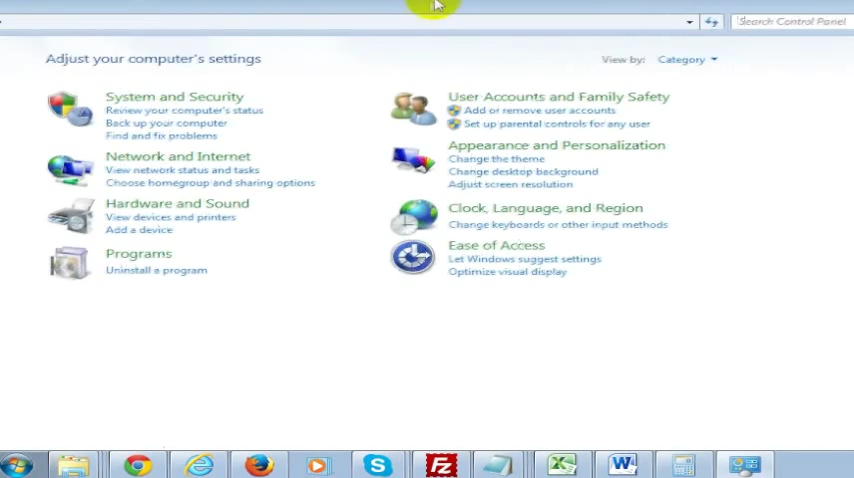 Search Control Panel
Adjust your computer's settings
View by: Category
System and Security
Review your computer's status
Back up your computer
Find and fix problems
Network and Internet
View network status and tasks
Choose homegroup and sharing options
Hardware and Sound
View devices and printers
Add a device
Programs
Uninstall a program
User Accounts and Family Safety
Add or remove user accounts
Set up parental controls for any user
Appearance and Personalization
Change the theme
Change desktop background
Adjust screen resolution
Clock, Language, and Region
Change keyboards or other input methods
Ease of Access
Let Windows suggest settings
Optimize visual display